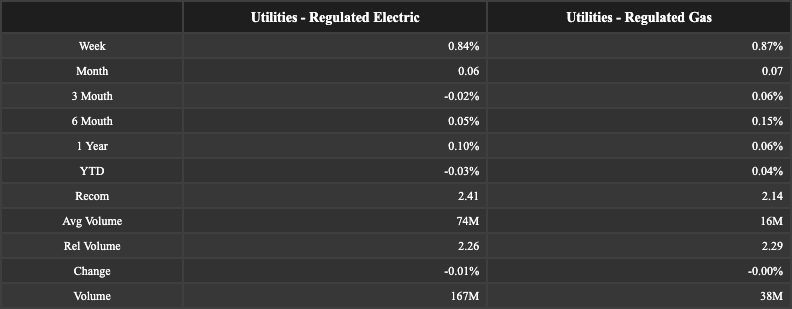 Utilities - Regulated Electric Utilities - Regulated Gas
Week 0.84% 0.87%
Month 0.06 0.07
3 Mouth -0.02% 0.06%
6 Mouth 0.05% 0.15%
1 Year 0.10% 0.06%
YTD -0.03% 0.04%
Recom 2.41 2.14
Avg Volume 74M 16M
Rel Volume 2.26 2.29
Change -0.01% -0.00%
Volume 167M 38M